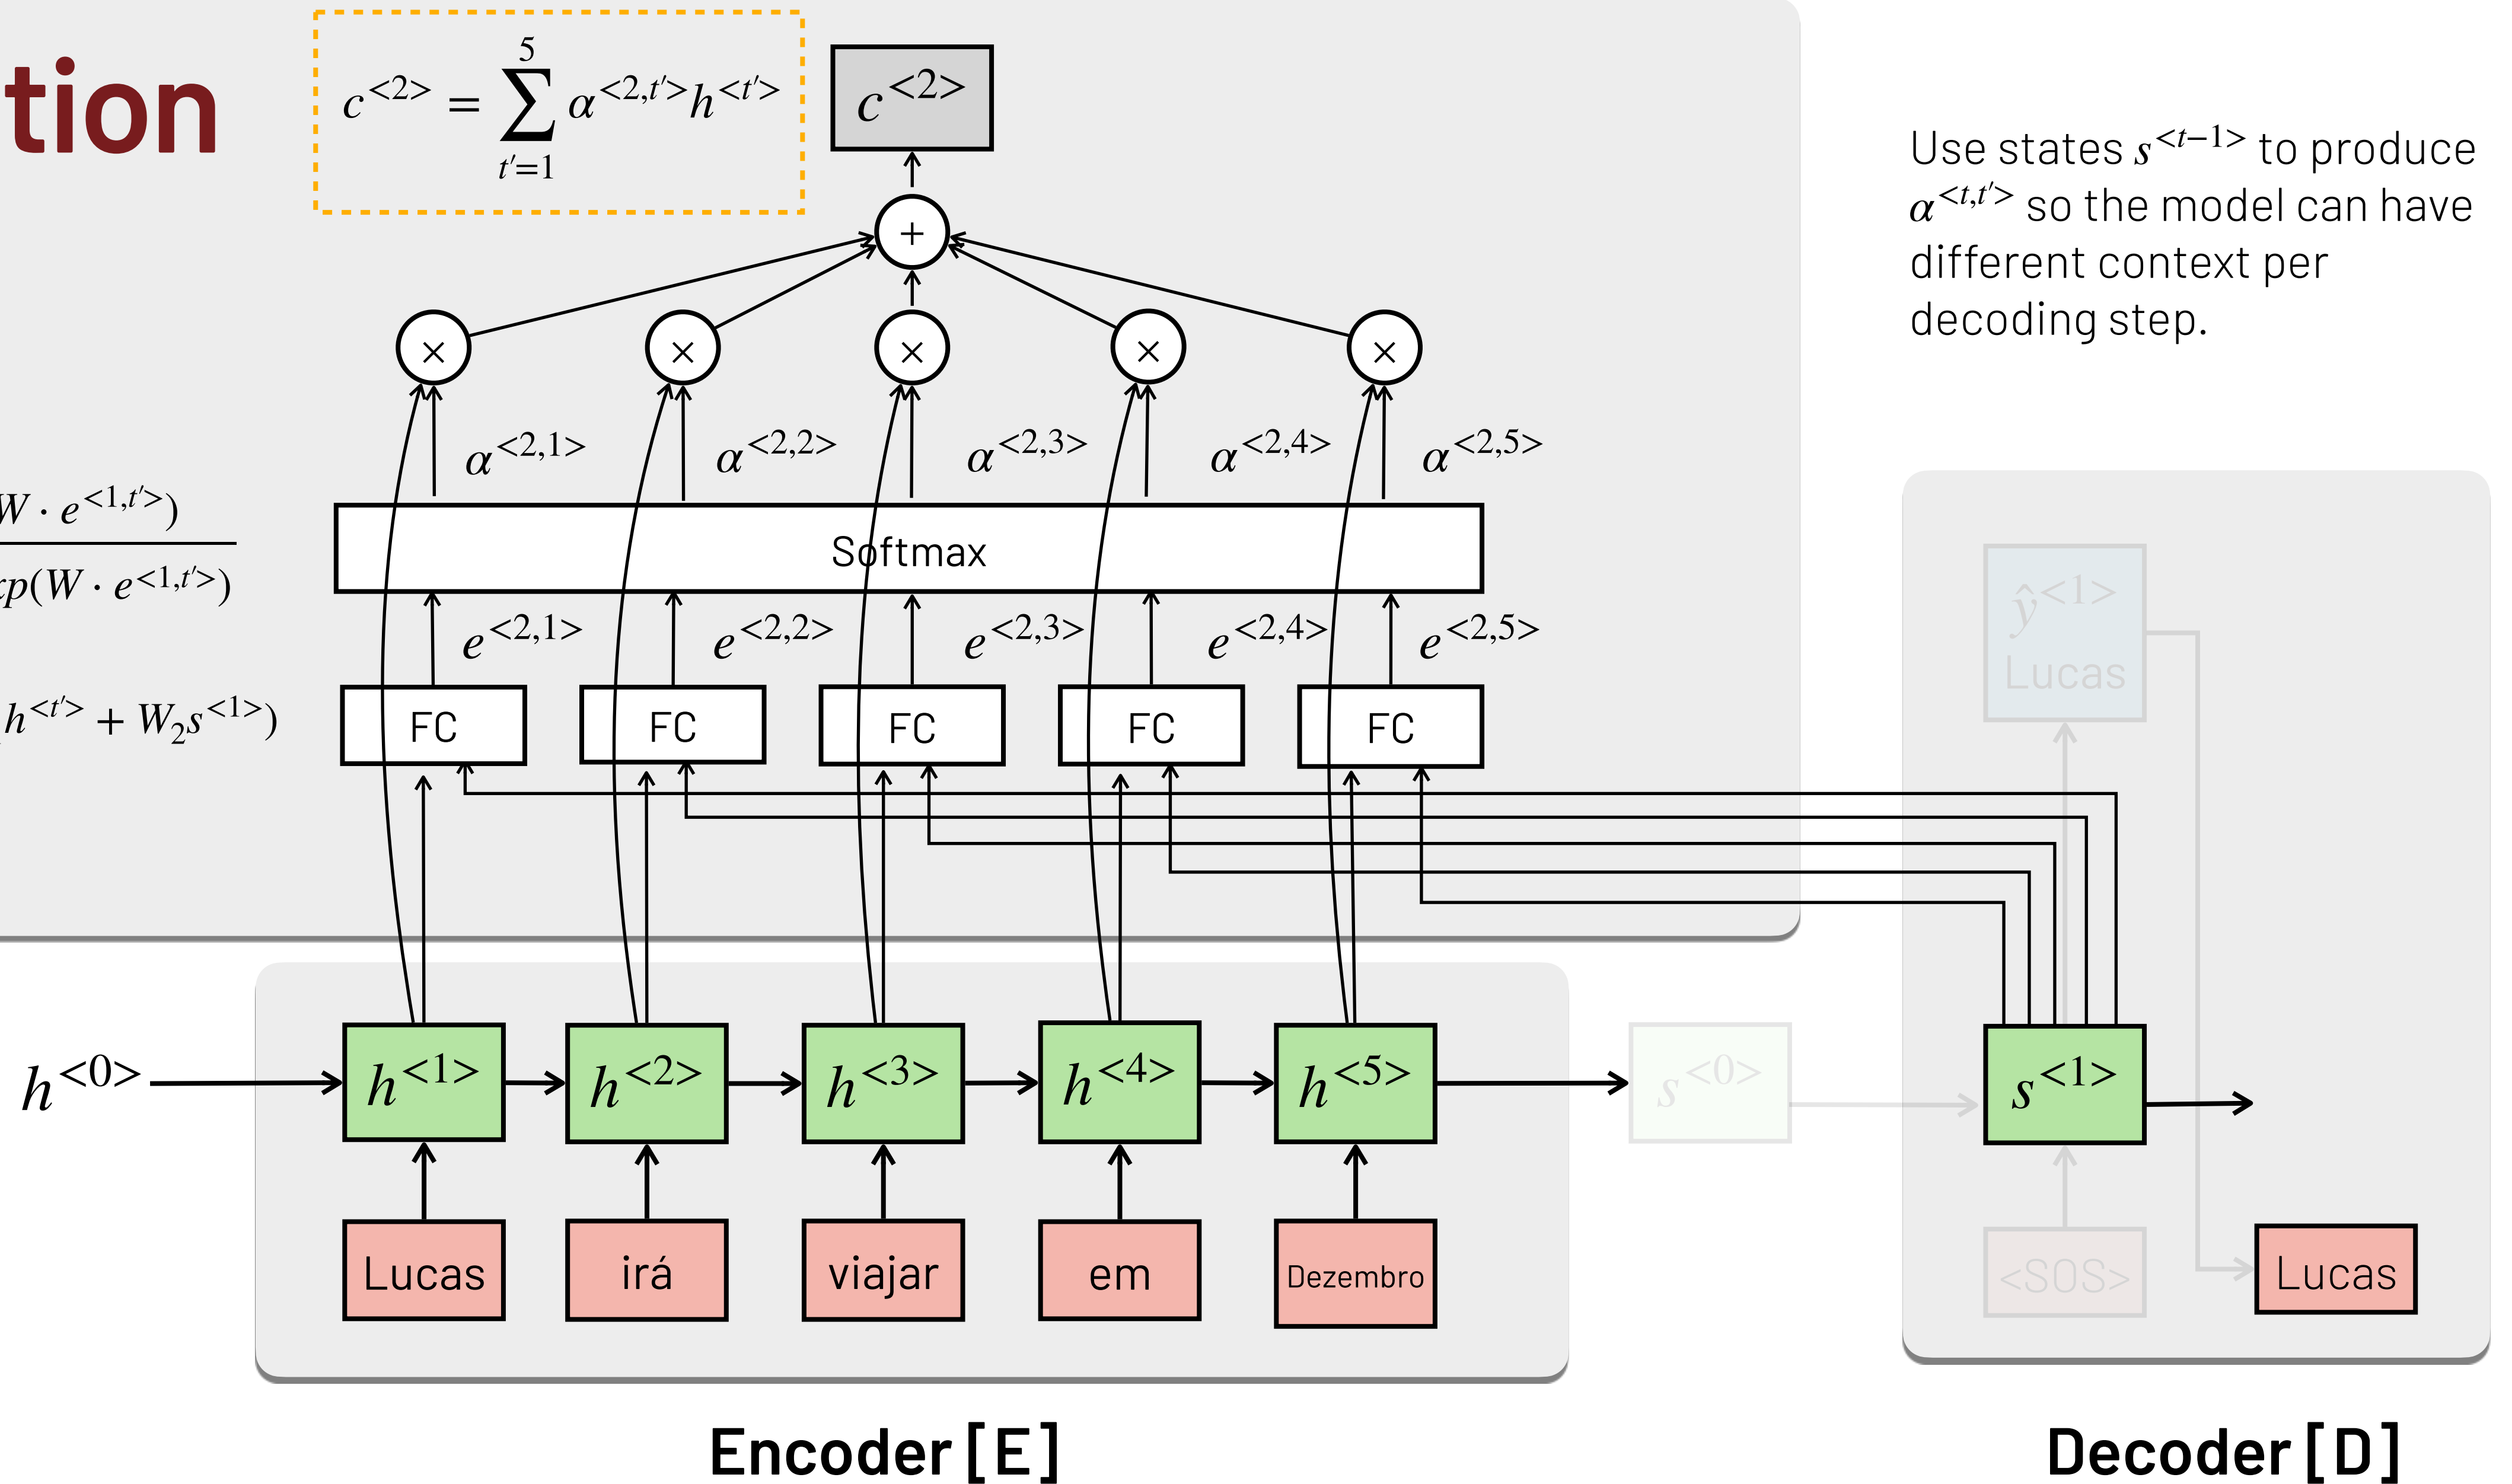 tion
c^{<2>} = \sum_{t'=1}^{5} α^{<2,t'>} h^{<t'>}
c^{<2>}
Use states s^{<t−1>} to produce
α^{<t,t'>} so the model can have
different context per
decoding step.
+
× × × × ×
α^{<2,1>} α^{<2,2>} α^{<2,3>} α^{<2,4>} α^{<2,5>}
W · e^{<1,t'>})
xp(W · e^{<1,t'>})
Softmax
e^{<2,1>} e^{<2,2>} e^{<2,3>} e^{<2,4>} e^{<2,5>}
ŷ^{<1>}
Lucas
h^{<t'>} + W_2 s^{<1>})
FC FC FC FC FC
h^{<0>} h^{<1>} h^{<2>} h^{<3>} h^{<4>} h^{<5>} s^{<0>} s^{<1>}
Lucas irá viajar em Dezembro <SOS> Lucas
Encoder [ E ] Decoder [ D ]